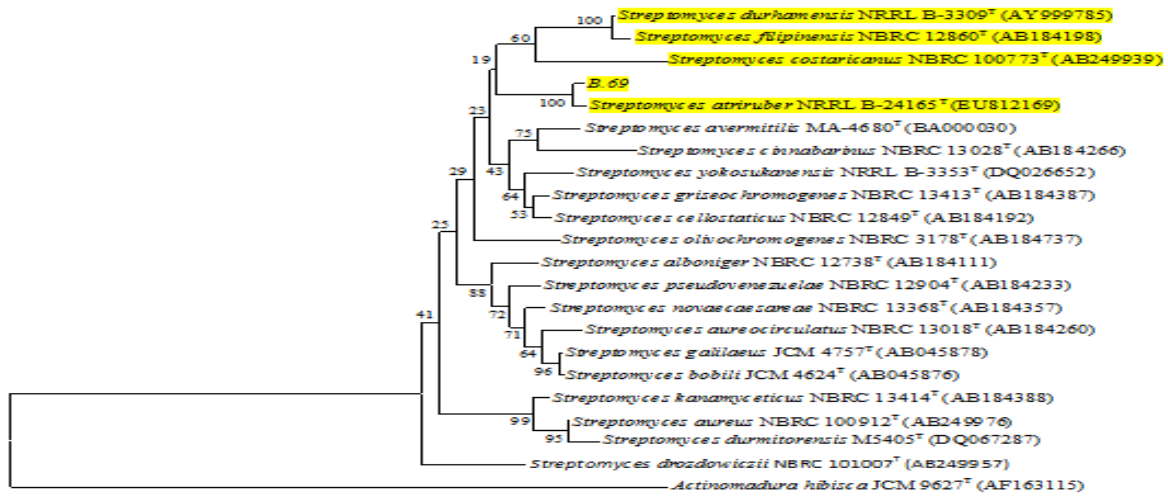 100 Streptomyces durhamensis NRRL B-3309ᵀ (AY999785)
60 Streptomyces filipinensis NBRC 12860ᵀ (AB184198)
19 Streptomyces costaricanus NBRC 100773ᵀ (AB249939)
B.69
100 Streptomyces atriruber NRRL B-24165ᵀ (EU812169)
23 Streptomyces avermitilis MA-4680ᵀ (BA000030)
75 Streptomyces cinnabarinus NBRC 13028ᵀ (AB184266)
29 43 Streptomyces yokosukanensis NRRL B-3353ᵀ (DQ026652)
64 Streptomyces griseochromogenes NBRC 13413ᵀ (AB184387)
53 Streptomyces cellostaticus NBRC 12849ᵀ (AB184192)
25 Streptomyces olivochromogenes NBRC 3178ᵀ (AB184737)
Streptomyces alboniger NBRC 12738ᵀ (AB184111)
88 Streptomyces pseudovenezuelae NBRC 12904ᵀ (AB184233)
41 72 Streptomyces novaecaesareae NBRC 13368ᵀ (AB184357)
71 Streptomyces aureocirculatus NBRC 13018ᵀ (AB184260)
64 Streptomyces galilaeus JCM 4757ᵀ (AB045878)
96 Streptomyces bobili JCM 4624ᵀ (AB045876)
Streptomyces kanamyceticus NBRC 13414ᵀ (AB184388)
99 Streptomyces aureus NBRC 100912ᵀ (AB249976)
95 Streptomyces durmitorensis MS405ᵀ (DQ067287)
Streptomyces drozdowiczii NBRC 101007ᵀ (AB249957)
Actinomadura hibisca JCM 9627ᵀ (AF163115)